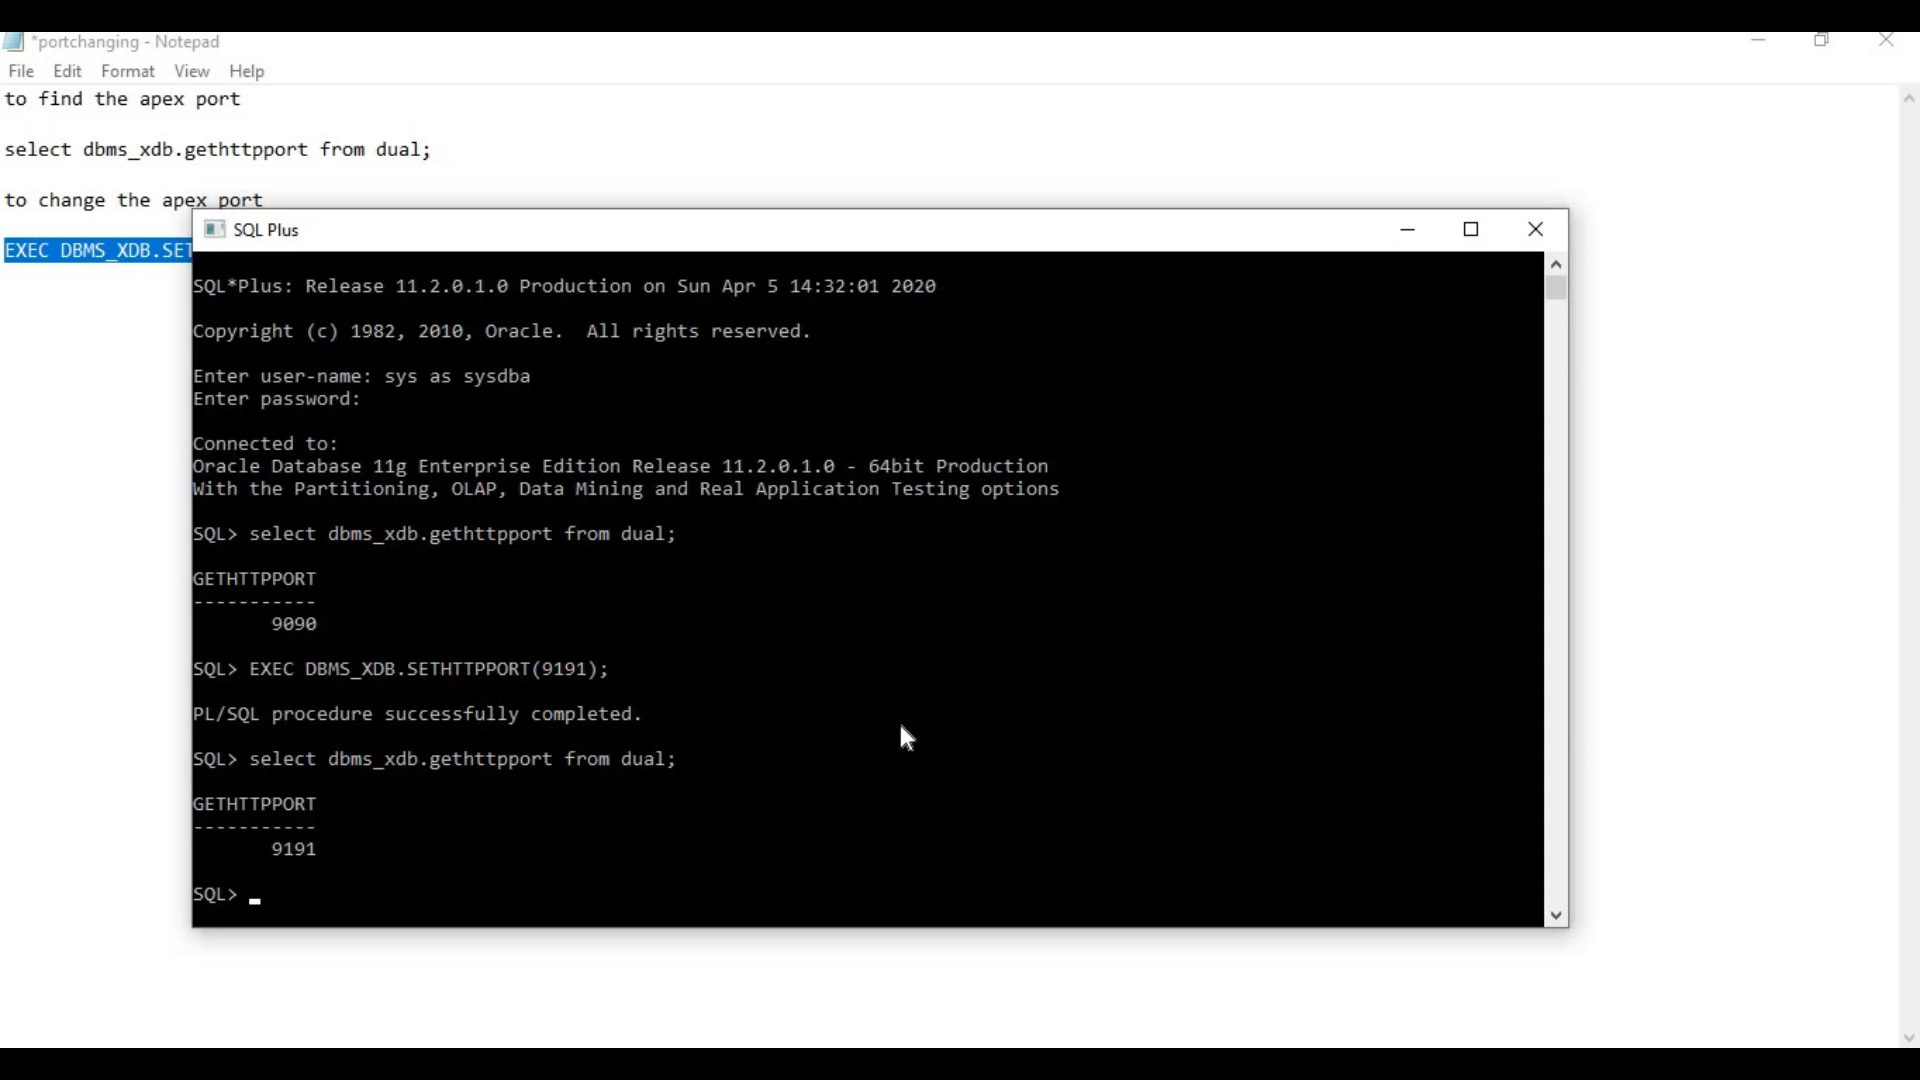 *portchanging - Notepad
File Edit Format View Help
to find the apex port
select dbms_xdb.gethttpport from dual;
to change the apex port
EXEC DBMS_XDB.SET
SQL Plus
SQL*Plus: Release 11.2.0.1.0 Production on Sun Apr 5 14:32:01 2020
Copyright (c) 1982, 2010, Oracle.  All rights reserved.
Enter user-name: sys as sysdba
Enter password:
Connected to:
Oracle Database 11g Enterprise Edition Release 11.2.0.1.0 - 64bit Production
With the Partitioning, OLAP, Data Mining and Real Application Testing options
SQL> select dbms_xdb.gethttpport from dual;
GETHTTPPORT
-----------
9090
SQL> EXEC DBMS_XDB.SETHTTPPORT(9191);
PL/SQL procedure successfully completed.
SQL> select dbms_xdb.gethttpport from dual;
GETHTTPPORT
-----------
9191
SQL>